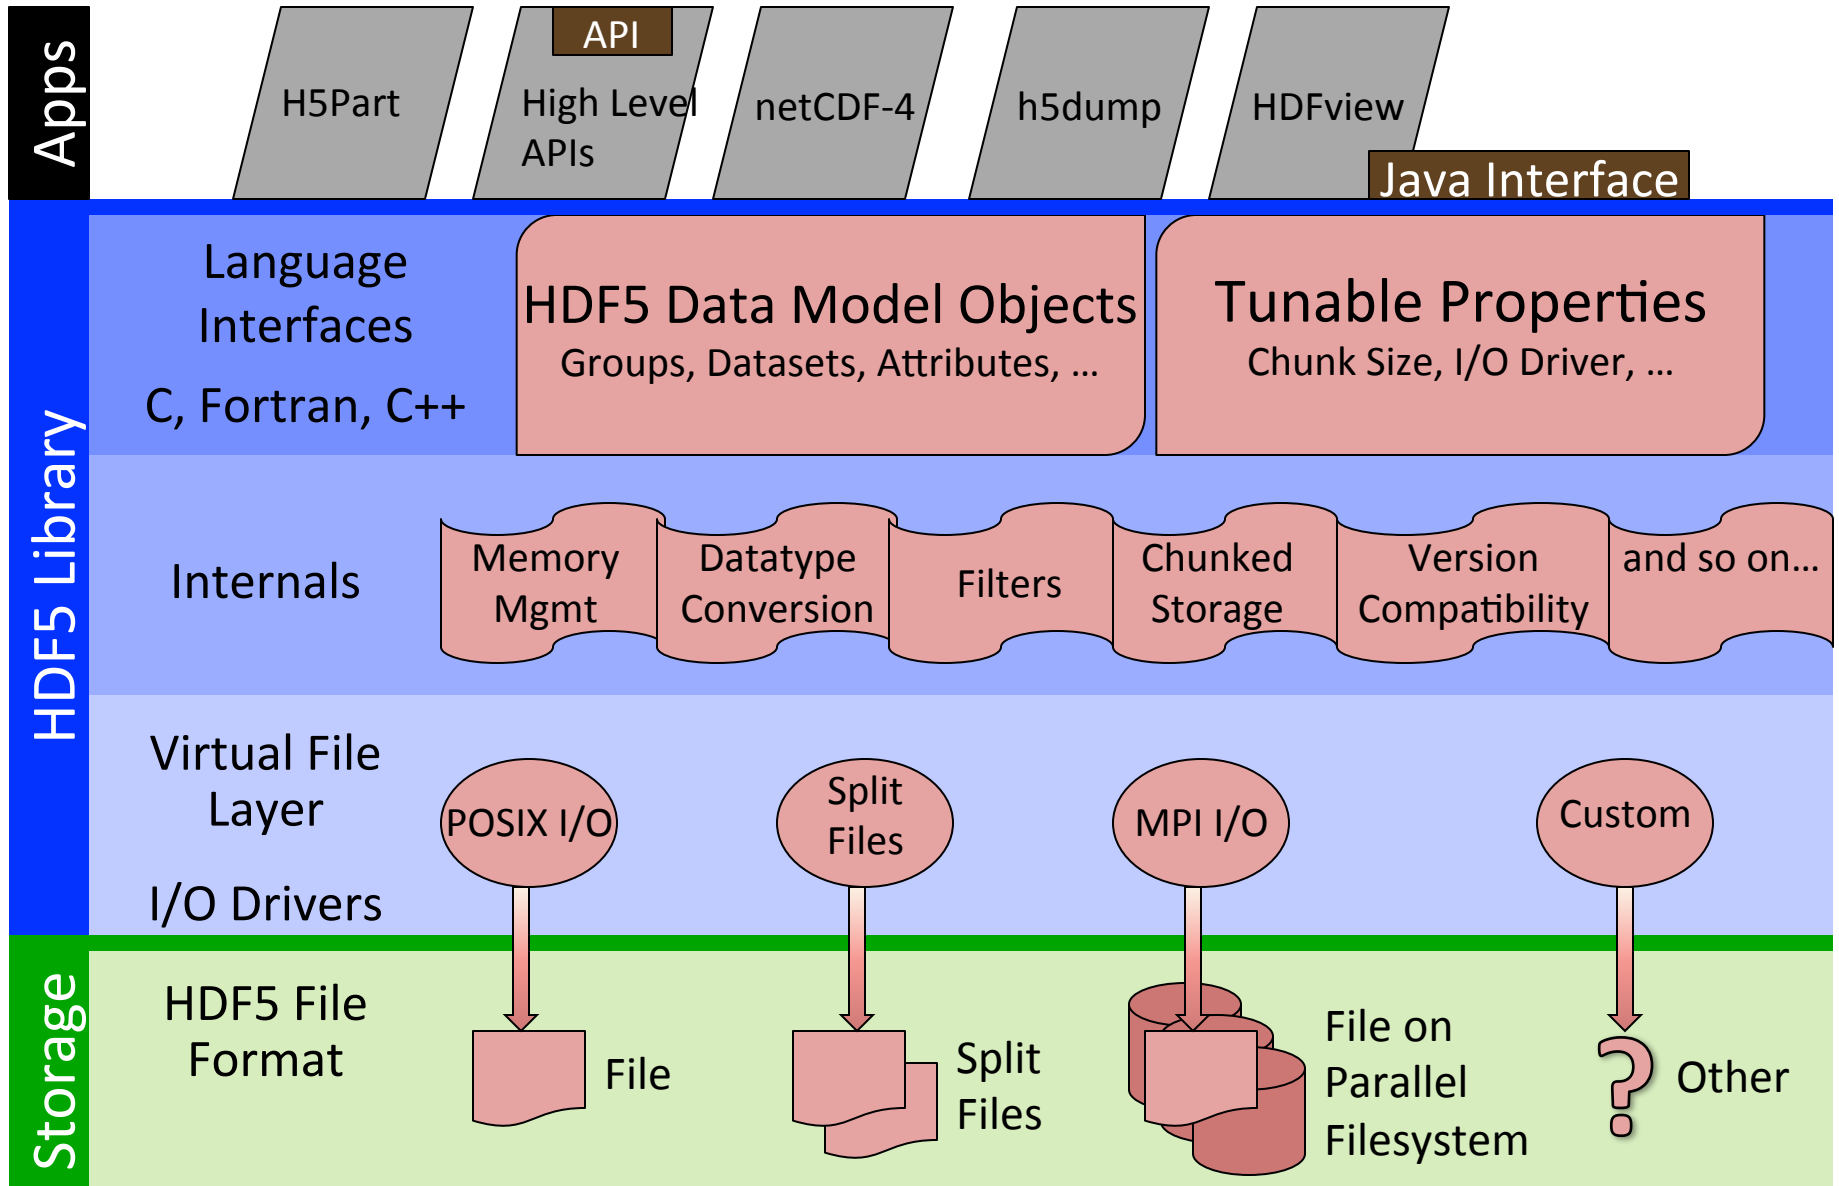 Apps
API
H5Part
High Level
APIs
netCDF-4
h5dump
HDFview
Java Interface
HDF5 Library
Language
Interfaces
C, Fortran, C++
HDF5 Data Model Objects
Groups, Datasets, Attributes, …
Tunable Properties
Chunk Size, I/O Driver, …
Internals
Memory
Mgmt
Datatype
Conversion
Filters
Chunked
Storage
Version
Compatibility
and so on…
Virtual File
Layer
I/O Drivers
POSIX I/O
Split
Files
MPI I/O
Custom
Storage
HDF5 File
Format
File
Split
Files
File on
Parallel
Filesystem
?
Other